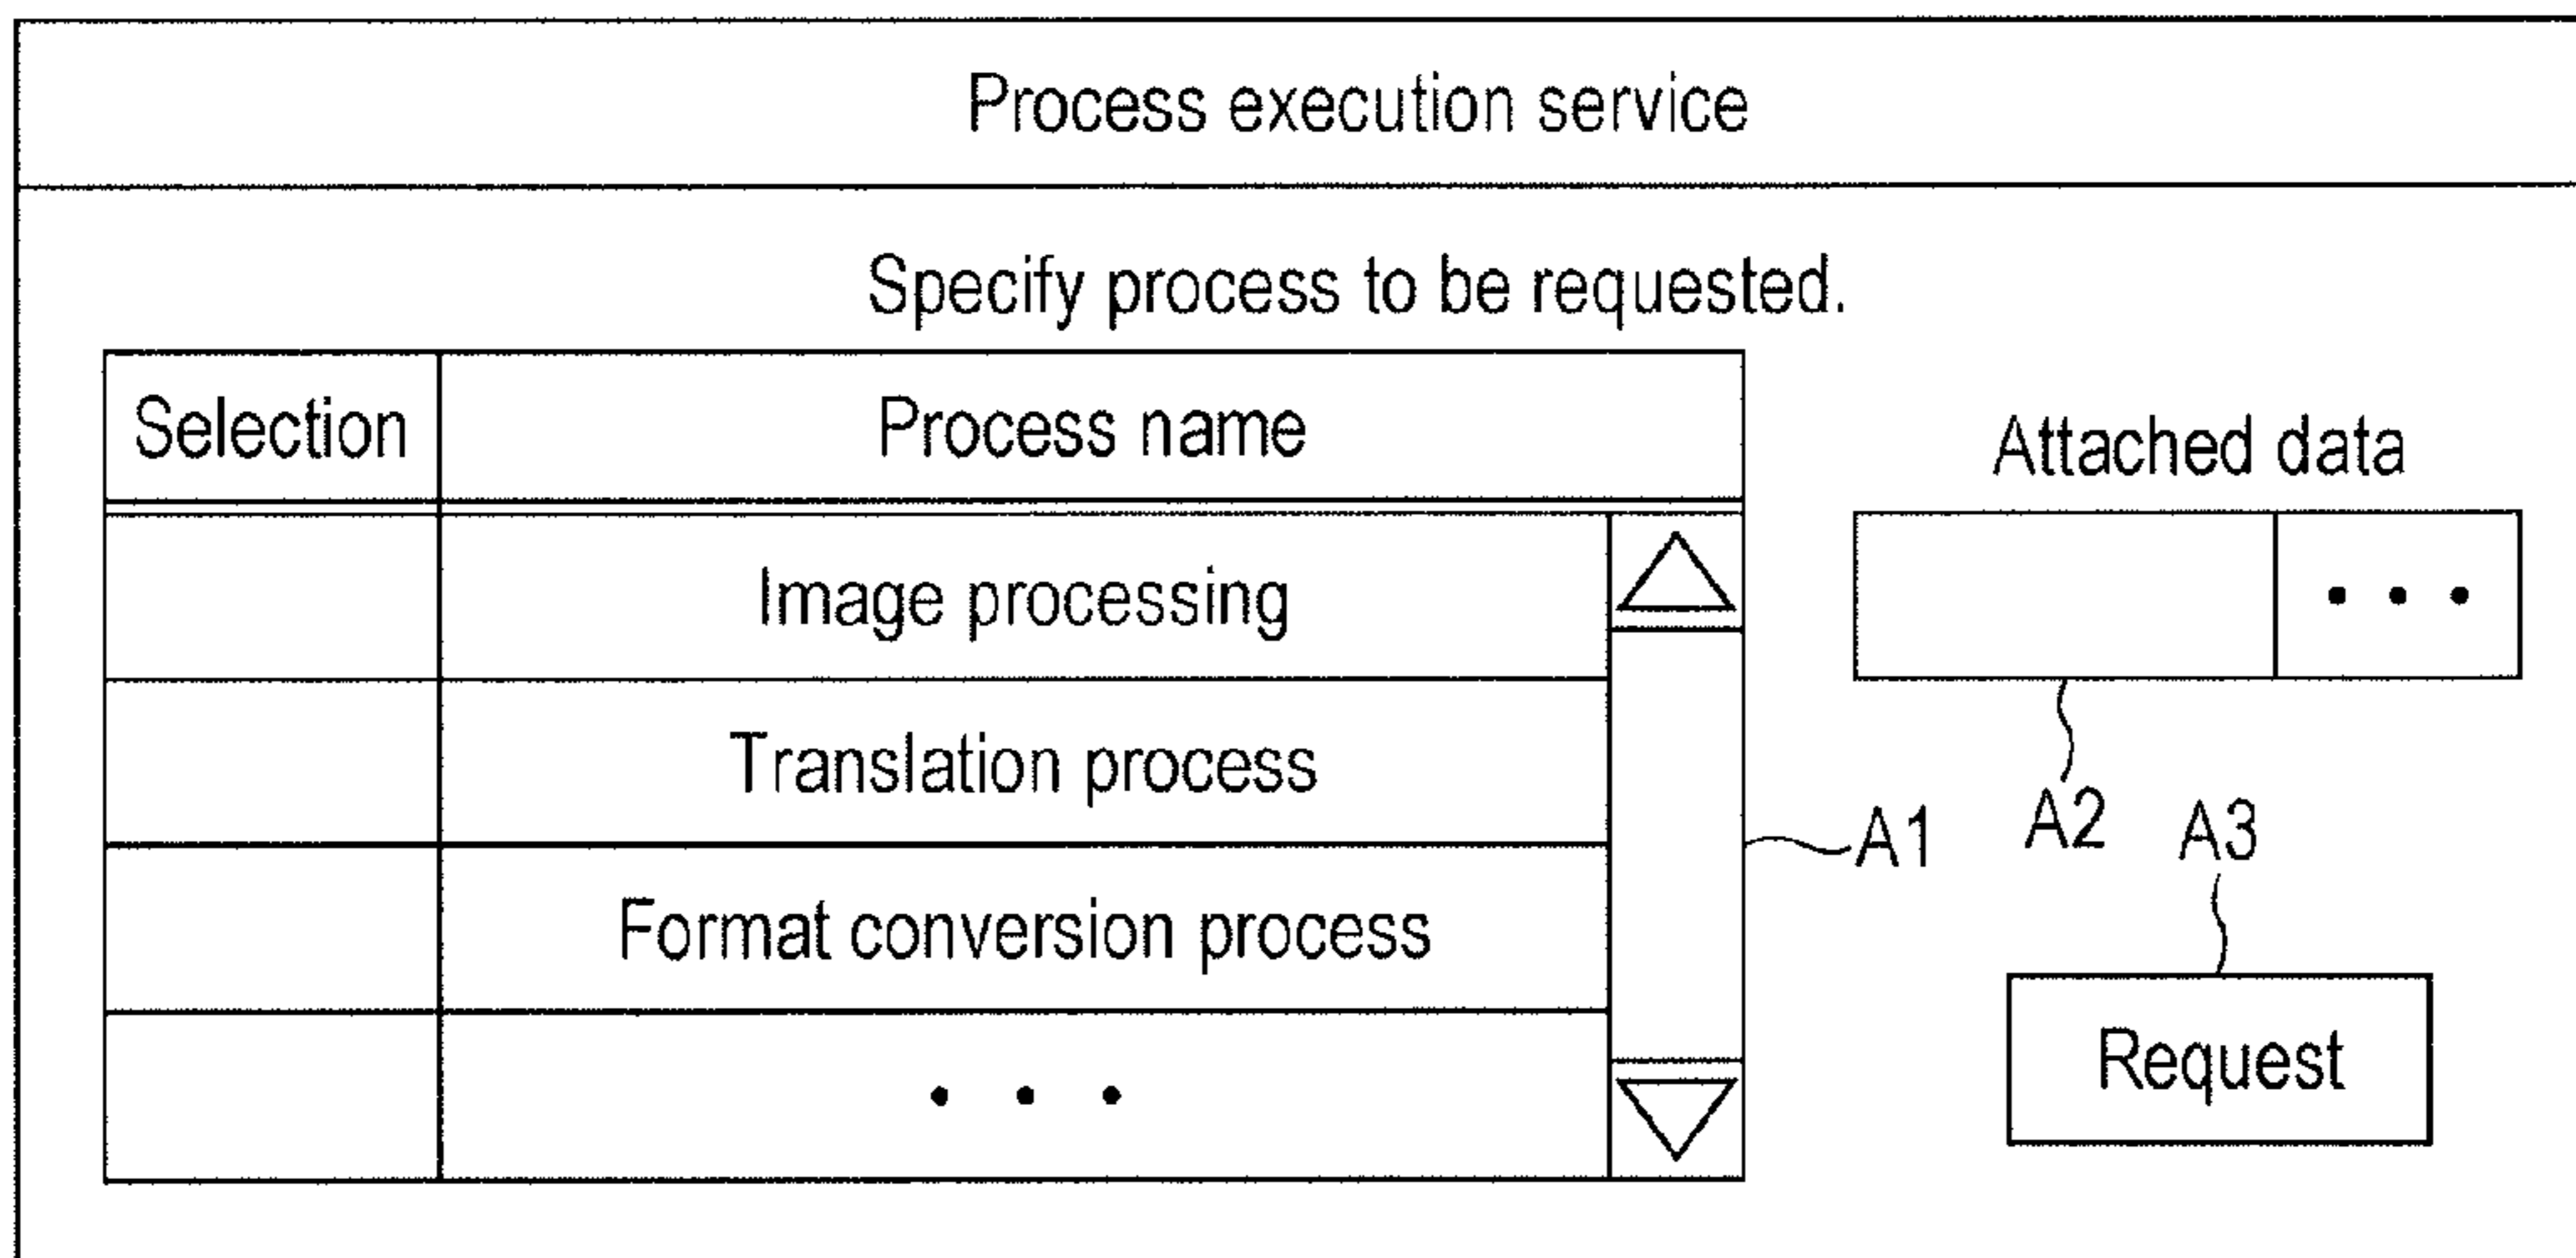 Process execution service
Specify process to be requested.
Selection Process name
Image processing
Translation process
Format conversion process
• • •
Attached data
• • •
A1
A2
A3
Request